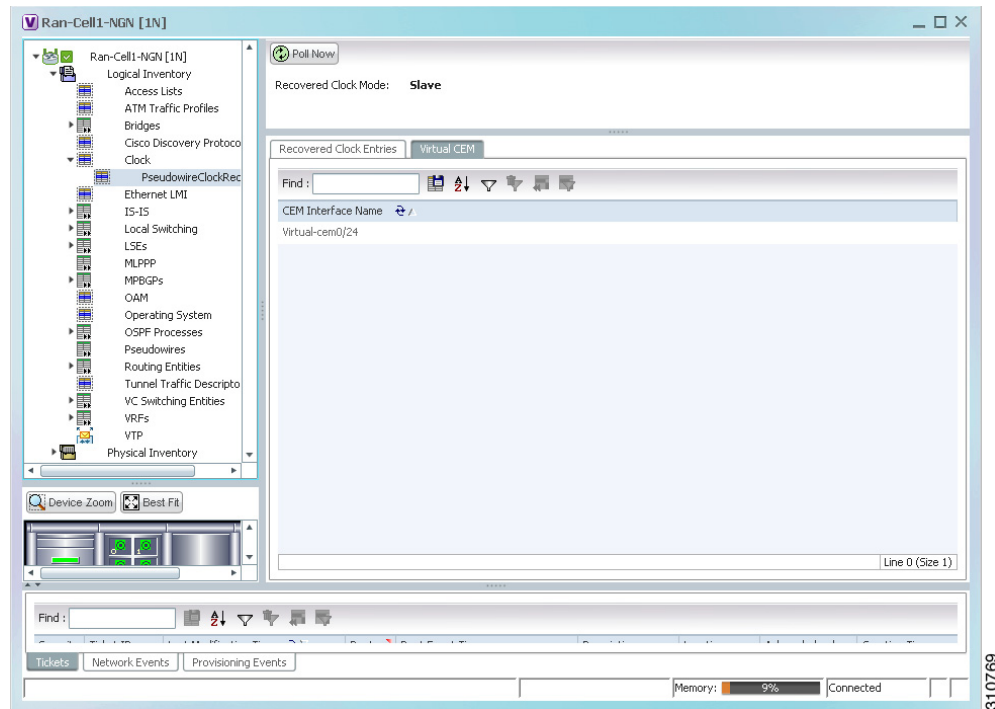 Ran-Cell1-NGN [1N]
Ran-Cell1-NGN [1N]
Logical Inventory
Access Lists
ATM Traffic Profiles
Bridges
Cisco Discovery Protoco
Clock
PseudowireClockRec
Ethernet LMI
IS-IS
Local Switching
LSEs
MLPPP
MPBGPs
OAM
Operating System
OSPF Processes
Pseudowires
Routing Entities
Tunnel Traffic Descripto
VC Switching Entities
VRFs
VTP
Physical Inventory
Device Zoom Best Fit
Poll Now
Recovered Clock Mode: Slave
Recovered Clock Entries Virtual CEM
Find :
CEM Interface Name
Virtual-cem0/24
Line 0 (Size 1)
Find :
Tickets Network Events Provisioning Events
Memory: 9% Connected
310769